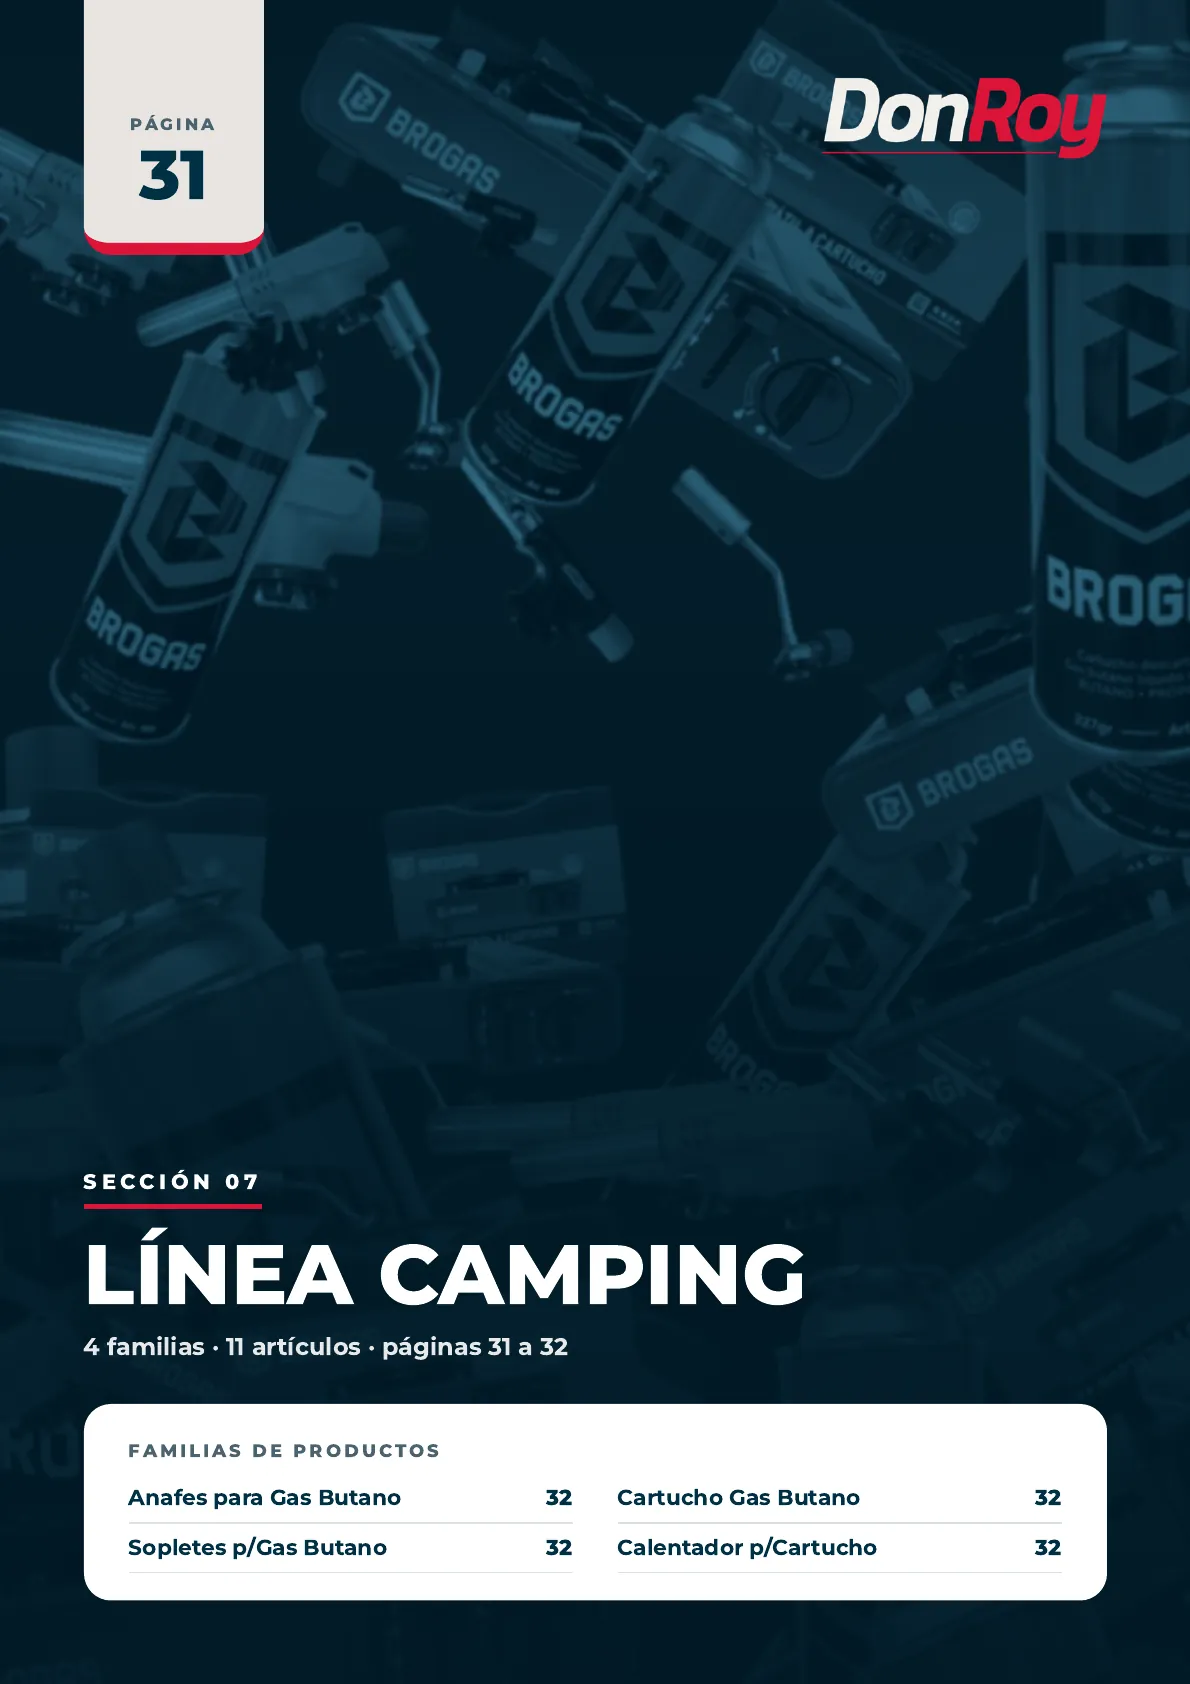 PÁGINA
31
DonRoy
BROGAS
BROGAS
BROGAS
BROGAS
BROGAS
SECCIÓN 07
LÍNEA CAMPING
4 familias · 11 artículos · páginas 31 a 32
FAMILIAS DE PRODUCTOS
Anafes para Gas Butano 32
Cartucho Gas Butano 32
Sopletes p/Gas Butano 32
Calentador p/Cartucho 32